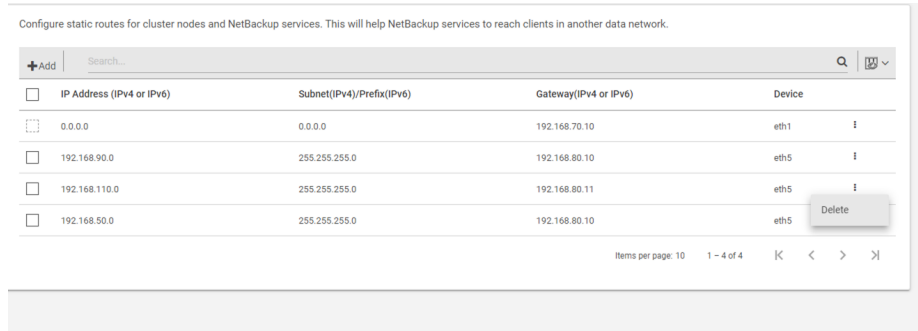 Configure static routes for cluster nodes and NetBackup services. This will help NetBackup services to reach clients in another data network.
+Add Search...
IP Address (IPv4 or IPv6) Subnet(IPv4)/Prefix(IPv6) Gateway(IPv4 or IPv6) Device
0.0.0.0 0.0.0.0 192.168.70.10 eth1
192.168.90.0 255.255.255.0 192.168.80.10 eth5
192.168.110.0 255.255.255.0 192.168.80.11 eth5
Delete
192.168.50.0 255.255.255.0 192.168.80.10 eth5
Items per page: 10 1 – 4 of 4